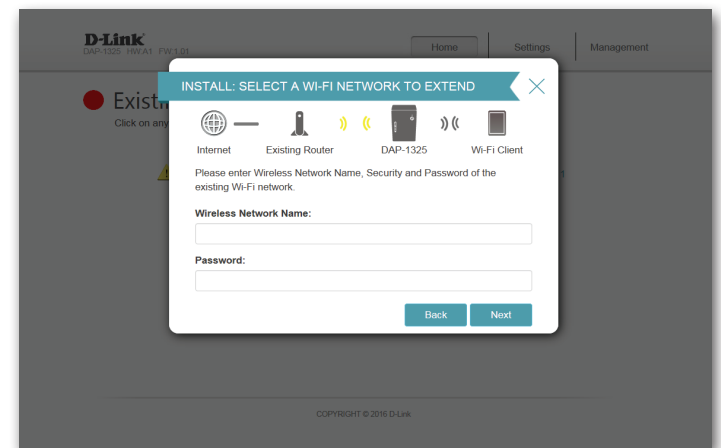 D-Link
DAP-1325 HW:A1 FW:1.01
Home Settings Management
INSTALL: SELECT A WI-FI NETWORK TO EXTEND
Click on any
Internet Existing Router DAP-1325 Wi-Fi Client
Please enter Wireless Network Name, Security and Password of the
existing Wi-Fi network.
Wireless Network Name:
Password:
Back Next
COPYRIGHT © 2016 D-Link